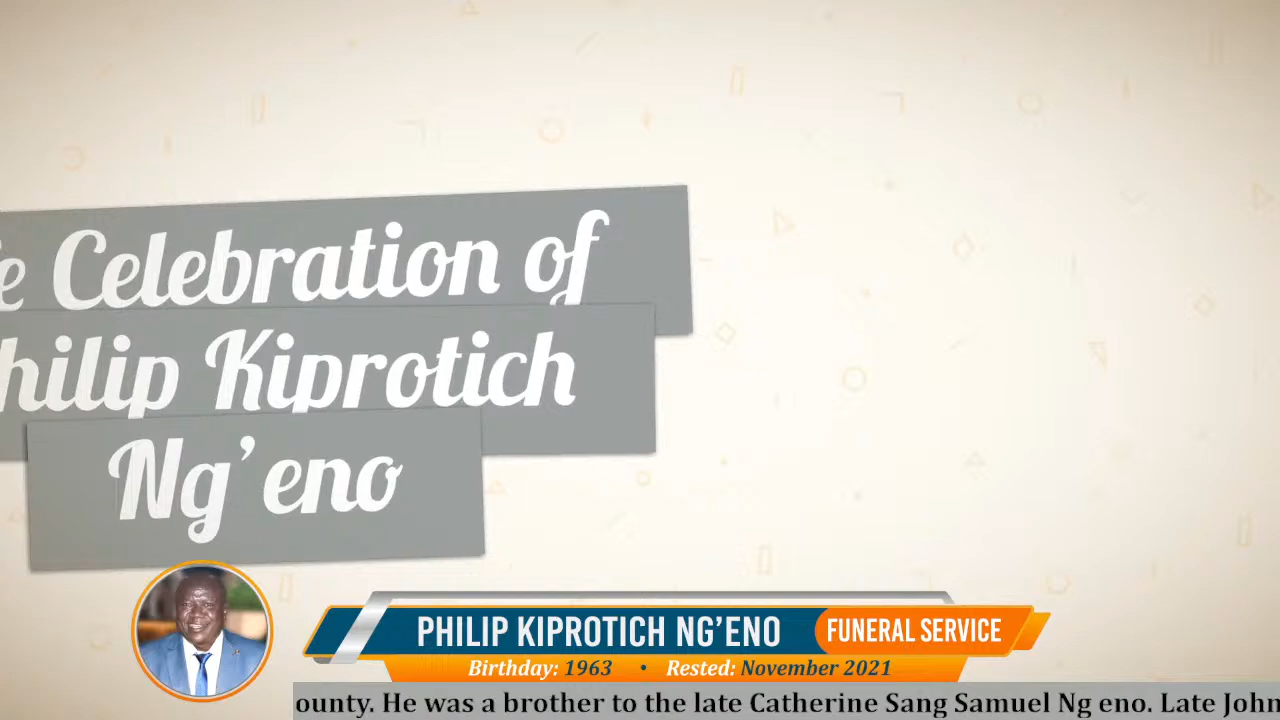 e Celebration of
hilip Kiprotich
Ng’eno
PHILIP KIPROTICH NG’ENO
FUNERAL SERVICE
Birthday: 1963 • Rested: November 2021
ounty. He was a brother to the late Catherine Sang Samuel Ng eno. Late John